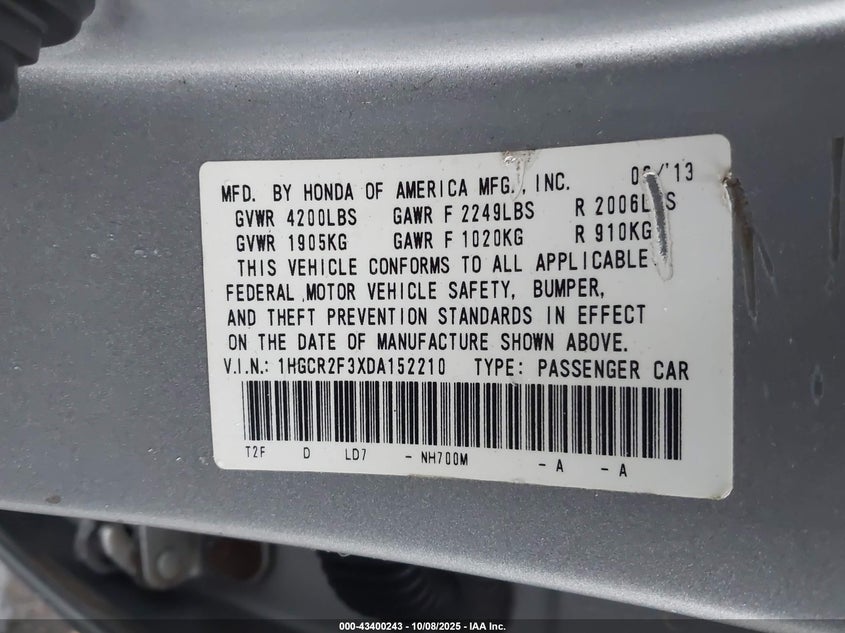 MFD. BY HONDA OF AMERICA MFG., INC. /'13
GVWR 4200LBS GAWR F 2249LBS R 2006LBS
GVWR 1905KG GAWR F 1020KG R 910KG
THIS VEHICLE CONFORMS TO ALL APPLICABLE
FEDERAL MOTOR VEHICLE SAFETY, BUMPER,
AND THEFT PREVENTION STANDARDS IN EFFECT
ON THE DATE OF MANUFACTURE SHOWN ABOVE.
V.I.N.: 1HGCR2F3XDA152210 TYPE: PASSENGER CAR
T2F D LD7 - NH700M - A - A
000-43400243 | 10/08/2025 - IAA Inc.